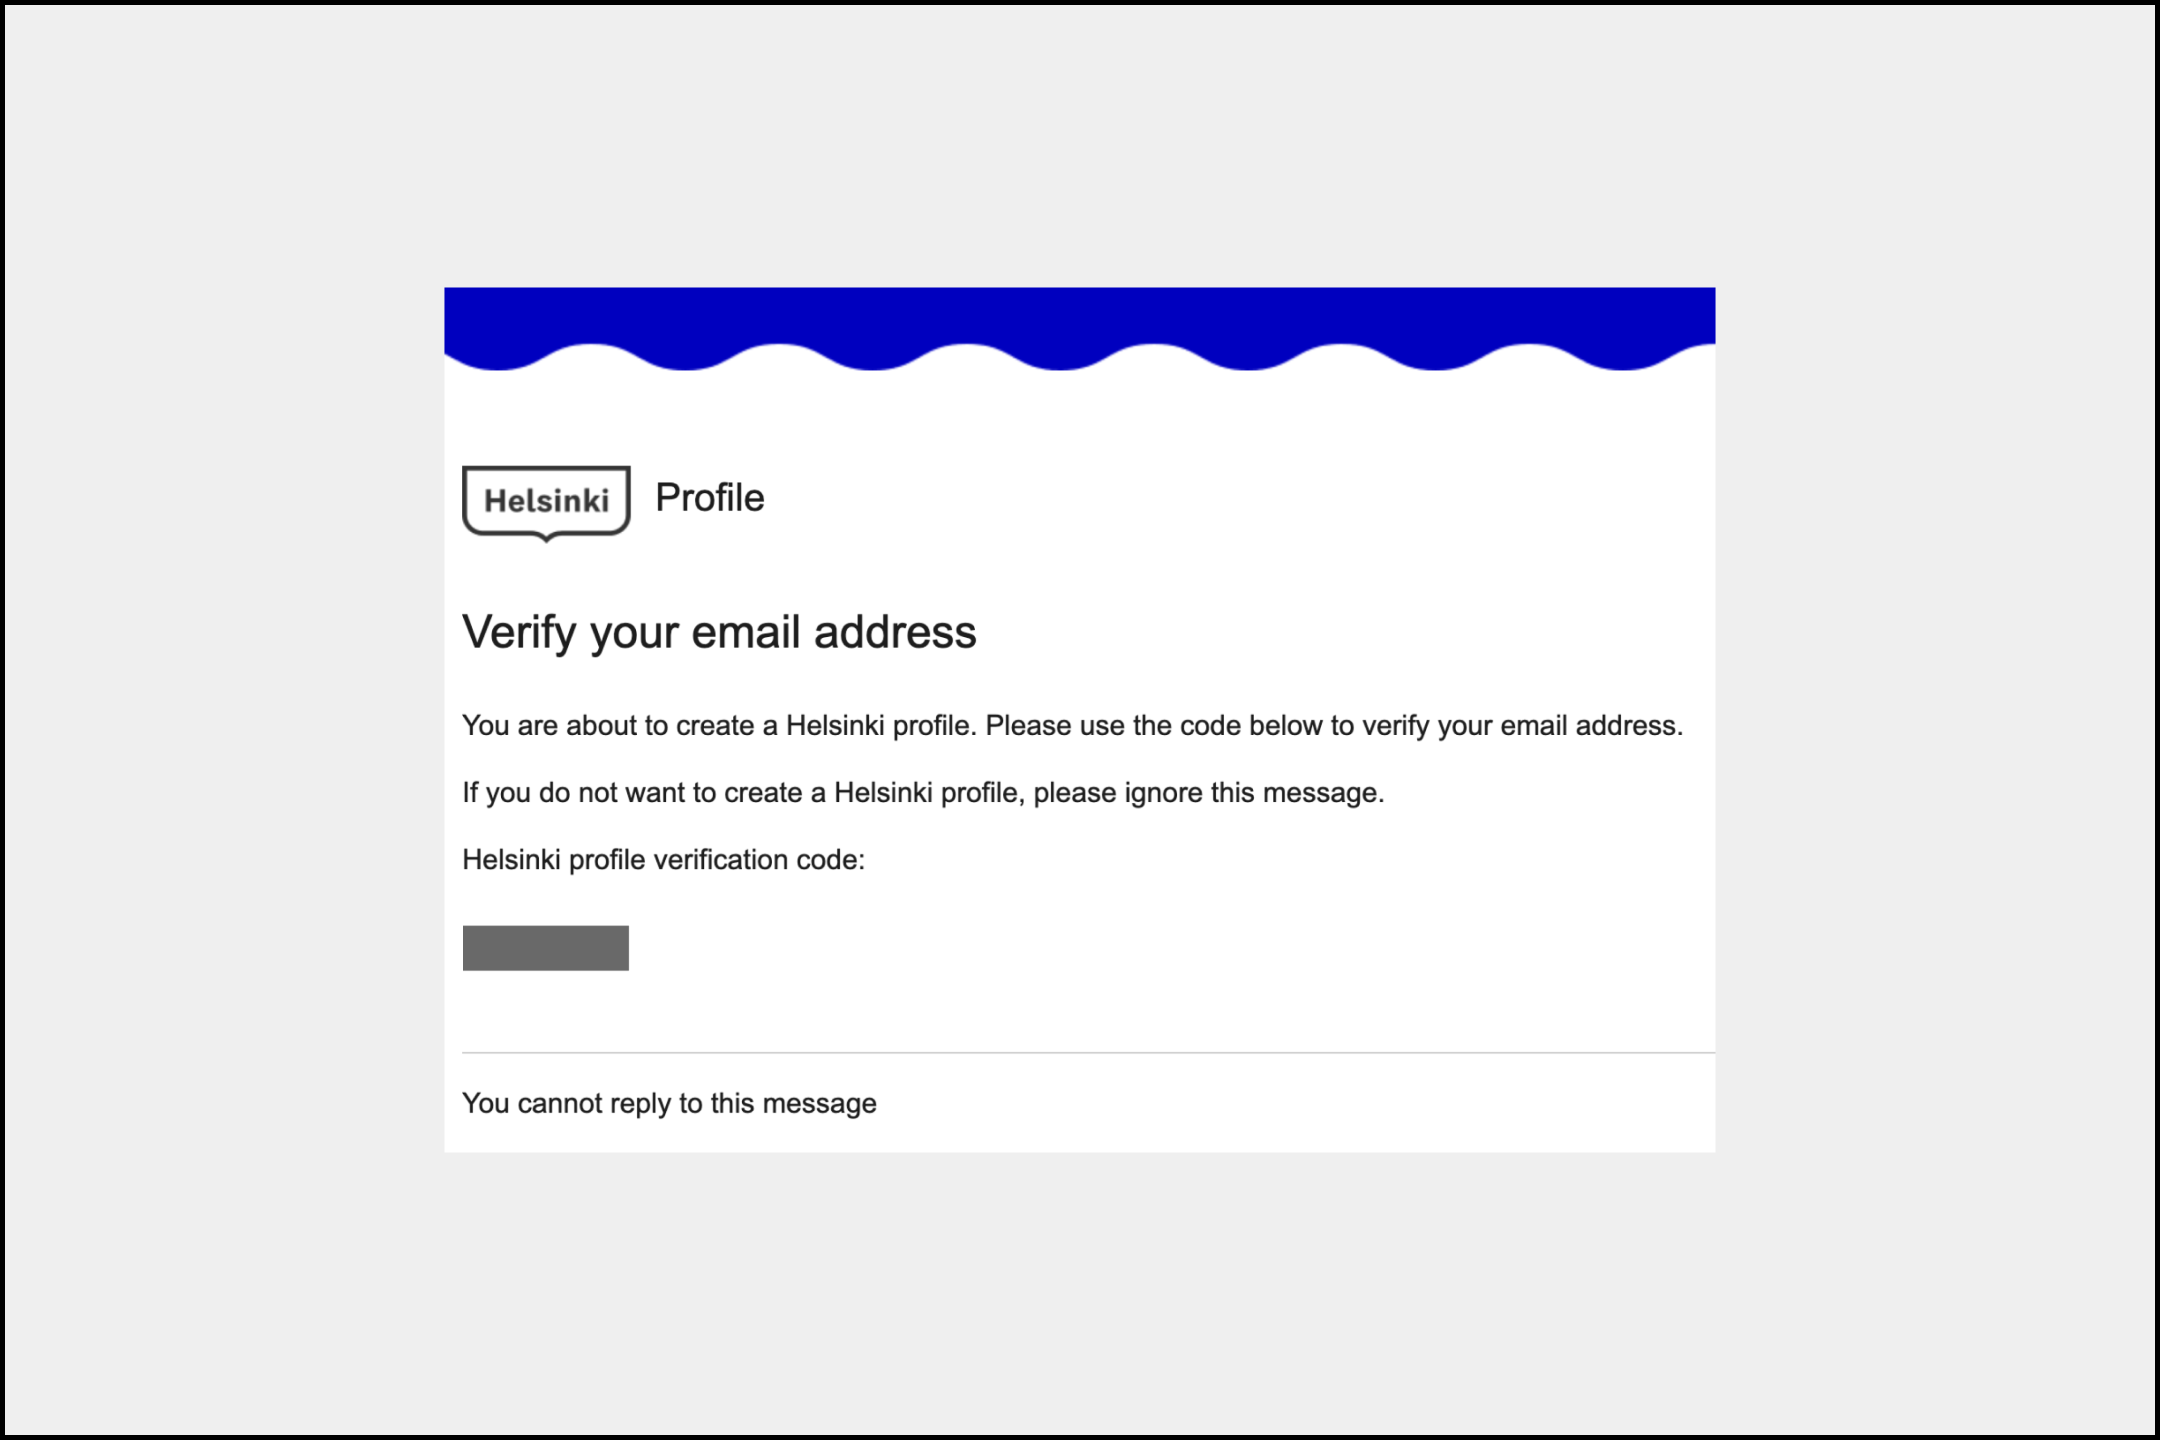 Helsinki Profile
Verify your email address
You are about to create a Helsinki profile. Please use the code below to verify your email address.
If you do not want to create a Helsinki profile, please ignore this message.
Helsinki profile verification code:
You cannot reply to this message